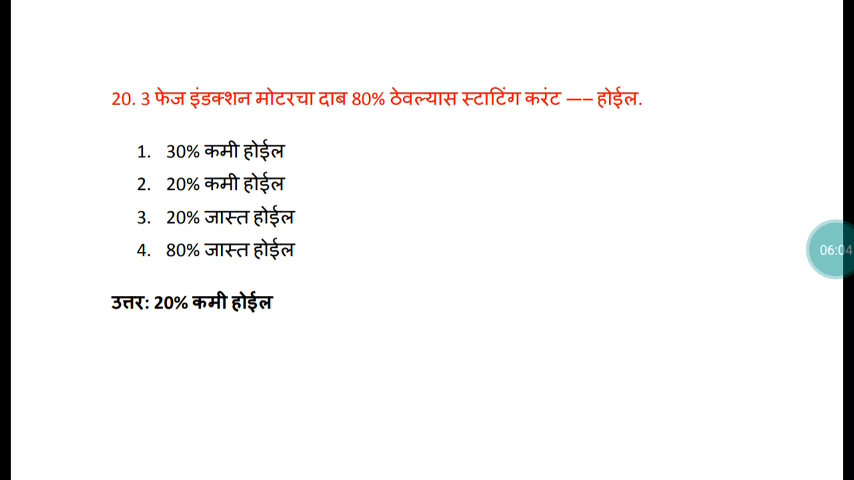 20. 3 फेज इंडक्शन मोटरचा दाब 80% ठेवल्यास स्टाटिंग करंट —– होईल.
1. 30% कमी होईल
2. 20% कमी होईल
3. 20% जास्त होईल
4. 80% जास्त होईल
06:04
उत्तर: 20% कमी होईल